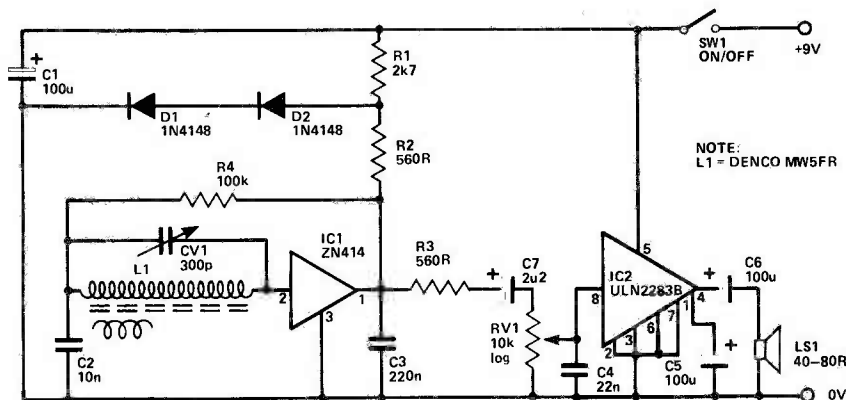 SW1
ON/OFF
+9V
R1
2k7
+
C1
100u
D1
1N4148
D2
1N4148
R2
560R
NOTE:
L1 = DENCO MW5FR
R4
100k
CV1
300p
L1
IC1
ZN414
2
1
3
R3
560R
+
C7
2u2
5
IC2
ULN2283B
8
4
1
7
6
3
2
+
C6
100u
RV1
10k
log
LS1
40-80R
C2
10n
C3
220n
C4
22n
C5
100u
+
0V